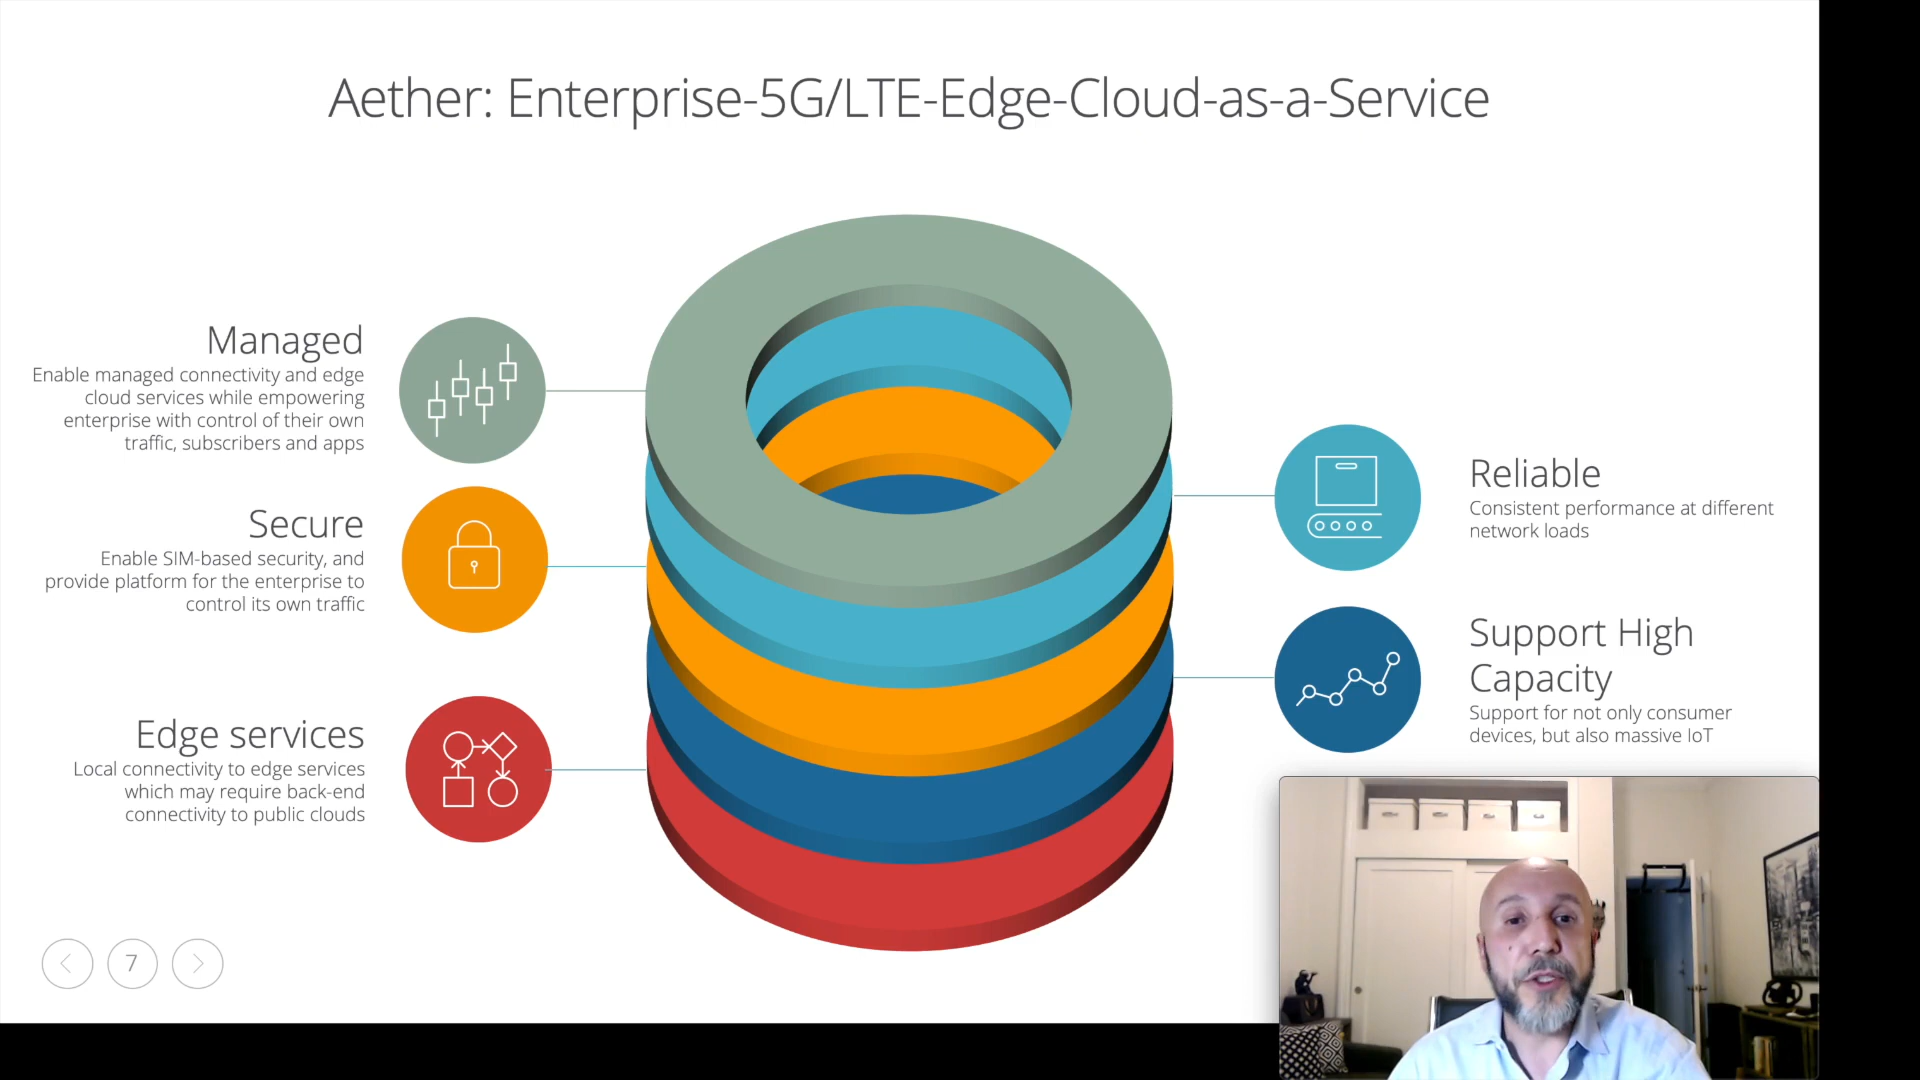 Aether: Enterprise-5G/LTE-Edge-Cloud-as-a-Service
Managed
Enable managed connectivity and edge
cloud services while empowering
enterprise with control of their own
traffic, subscribers and apps
Secure
Enable SIM-based security, and
provide platform for the enterprise to
control its own traffic
Edge services
Local connectivity to edge services
which may require back-end
connectivity to public clouds
Reliable
Consistent performance at different
network loads
Support High
Capacity
Support for not only consumer
devices, but also massive IoT
7